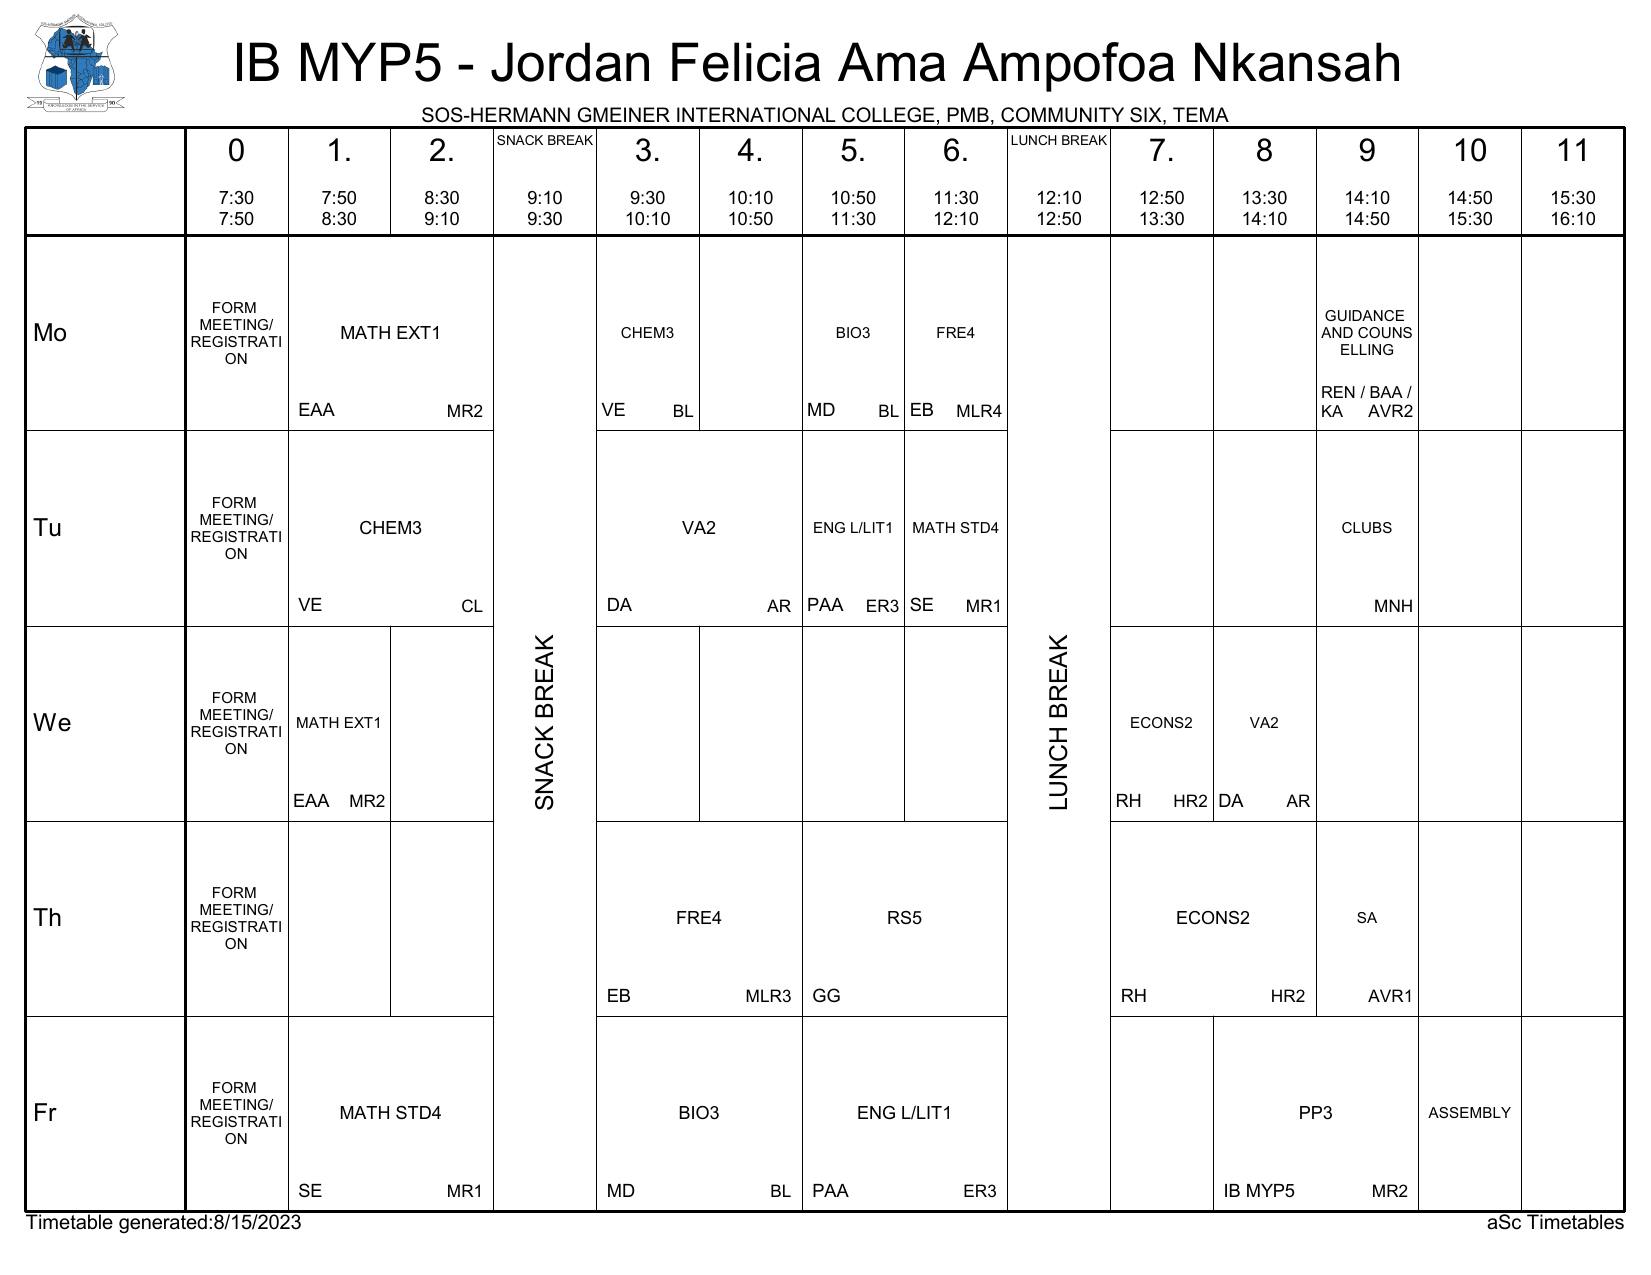 IB MYP5 - Jordan Felicia Ama Ampofoa Nkansah
SOS-HERMANN GMEINER INTERNATIONAL COLLEGE, PMB, COMMUNITY SIX, TEMA
19 KNOWLEDGE IN THE SERVICE OF AFRICA 90
0 1. 2. SNACK BREAK 3. 4. 5. 6. LUNCH BREAK 7. 8 9 10 11
7:30 7:50 8:30 9:10 9:30 10:10 10:50 11:30 12:10 12:50 13:30 14:10 14:50 15:30
7:50 8:30 9:10 9:30 10:10 10:50 11:30 12:10 12:50 13:30 14:10 14:50 15:30 16:10
Mo
FORM
MEETING/
REGISTRATI
ON
MATH EXT1
EAA MR2
CHEM3
VE BL
BIO3
MD BL
FRE4
EB MLR4
GUIDANCE
AND COUNS
ELLING
REN / BAA /
KA AVR2
Tu
FORM
MEETING/
REGISTRATI
ON
CHEM3
VE CL
VA2
DA AR
ENG L/LIT1
PAA ER3
MATH STD4
SE MR1
CLUBS
MNH
We
FORM
MEETING/
REGISTRATI
ON
MATH EXT1
EAA MR2
SNACK BREAK
LUNCH BREAK
ECONS2
RH HR2
VA2
DA AR
Th
FORM
MEETING/
REGISTRATI
ON
FRE4
EB MLR3
RS5
GG
ECONS2
RH HR2
SA
AVR1
Fr
FORM
MEETING/
REGISTRATI
ON
MATH STD4
SE MR1
BIO3
MD BL
ENG L/LIT1
PAA ER3
PP3
IB MYP5 MR2
ASSEMBLY
Timetable generated:8/15/2023
aSc Timetables